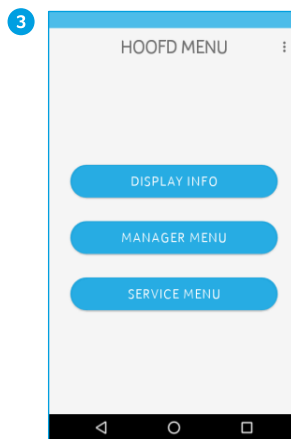 3
HOOFD MENU
DISPLAY INFO
MANAGER MENU
SERVICE MENU